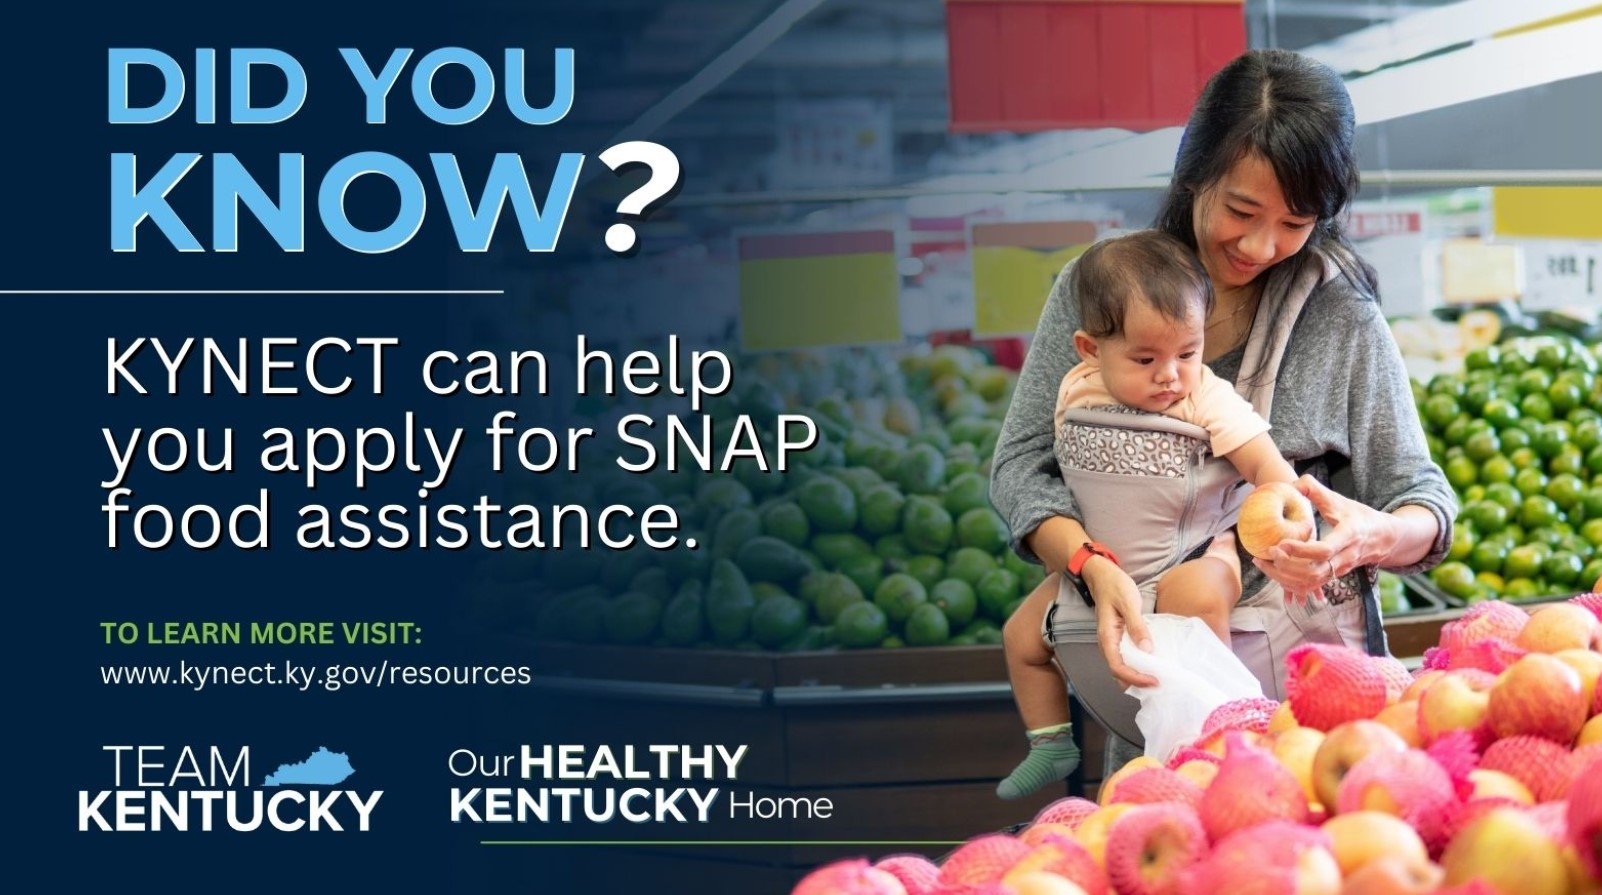 DID YOU
KNOW?
KYNECT can help
you apply for SNAP
food assistance.
TO LEARN MORE VISIT:
www.kynect.ky.gov/resources
TEAM
KENTUCKY
Our HEALTHY
KENTUCKY Home